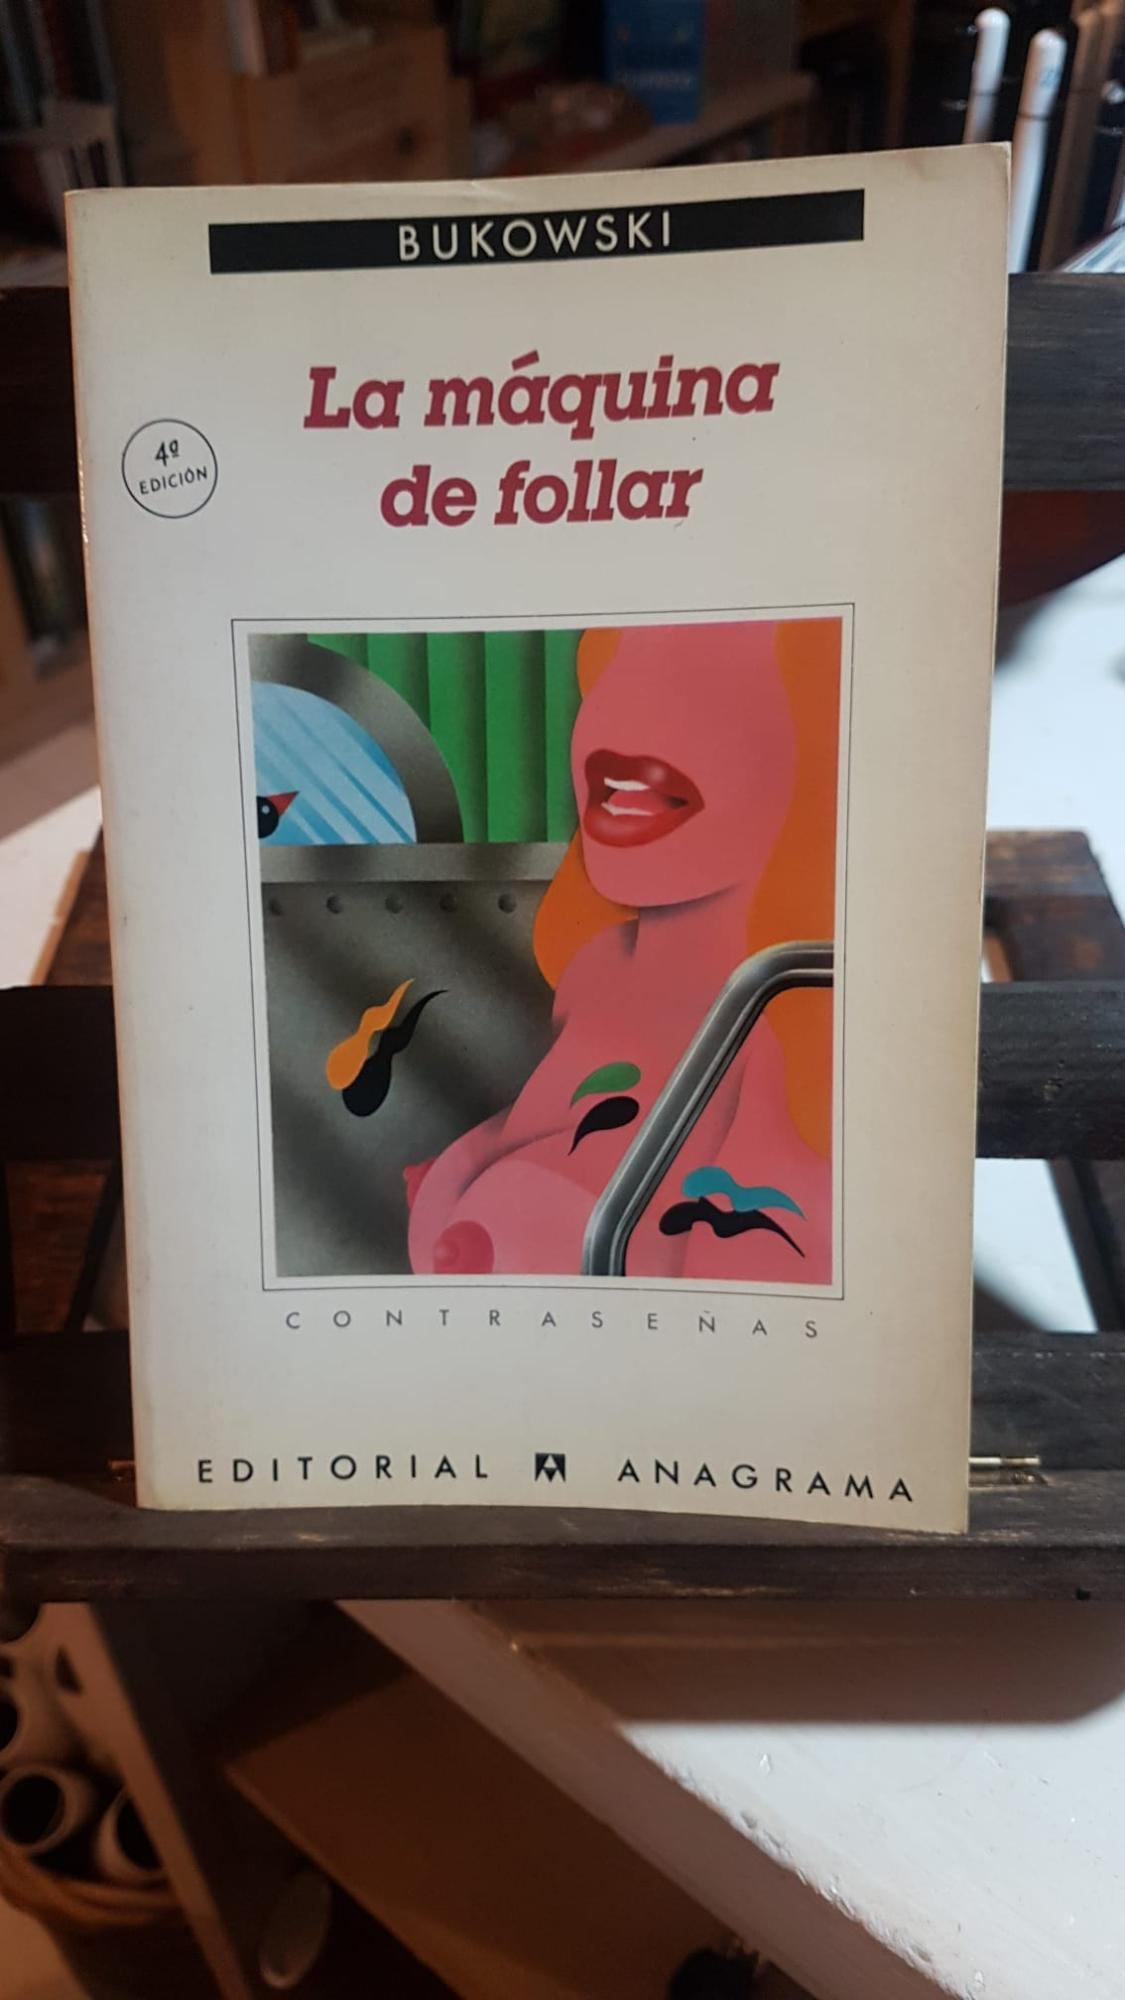 BUKOWSKI
La máquina
de follar
4ª
EDICIÓN
CONTRASEÑAS
EDITORIAL ANAGRAMA